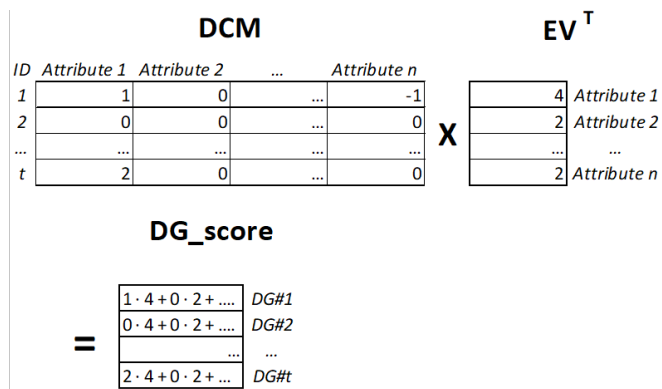 DCM EV T
ID Attribute 1 Attribute 2 ... Attribute n
1 1 0 ... -1 4 Attribute 1
2 0 0 ... 0 2 Attribute 2
... ... ... ... ... X ... ...
t 2 0 ... 0 2 Attribute n
DG_score
1 · 4 + 0 · 2 + .... DG#1
0 · 4 + 0 · 2 + .... DG#2
= ... ...
2 · 4 + 0 · 2 + ... DG#t